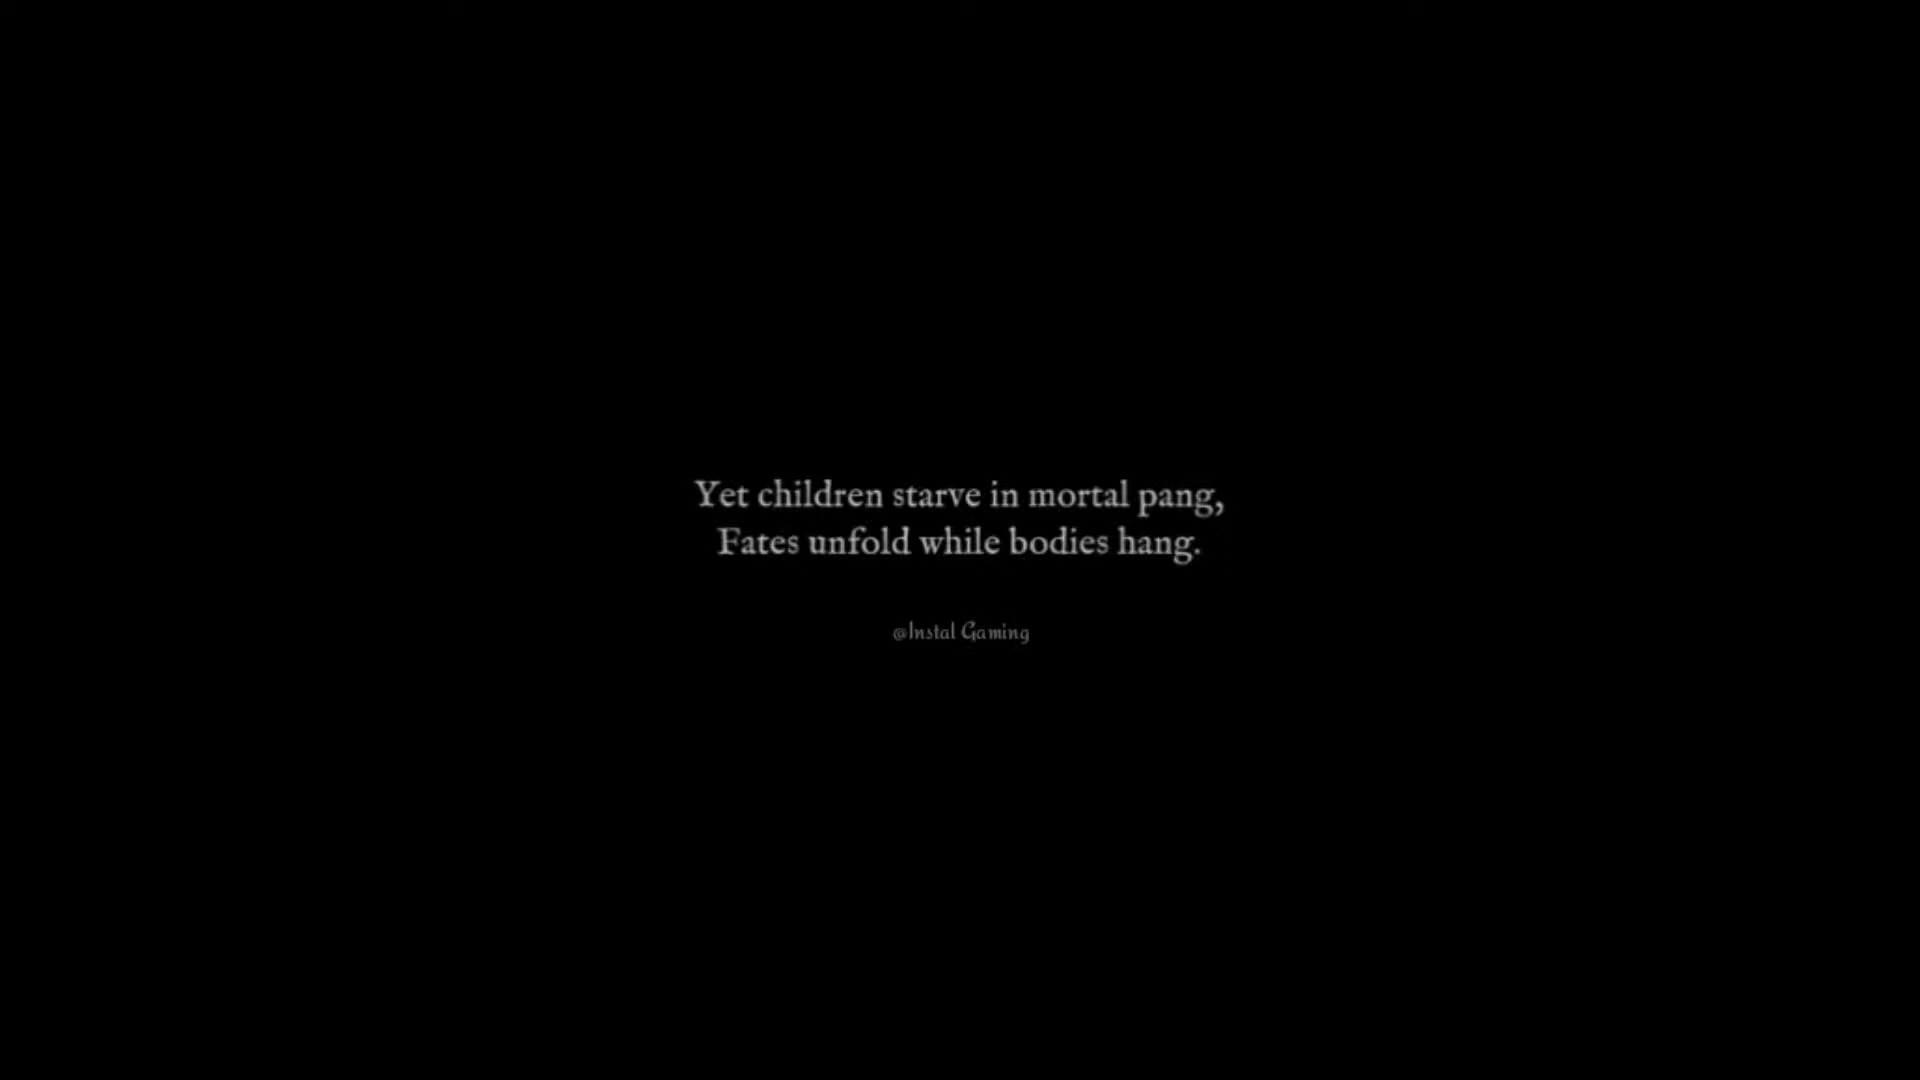 Yet children starve in mortal pang,
Fates unfold while bodies hang.
@Instal Gaming